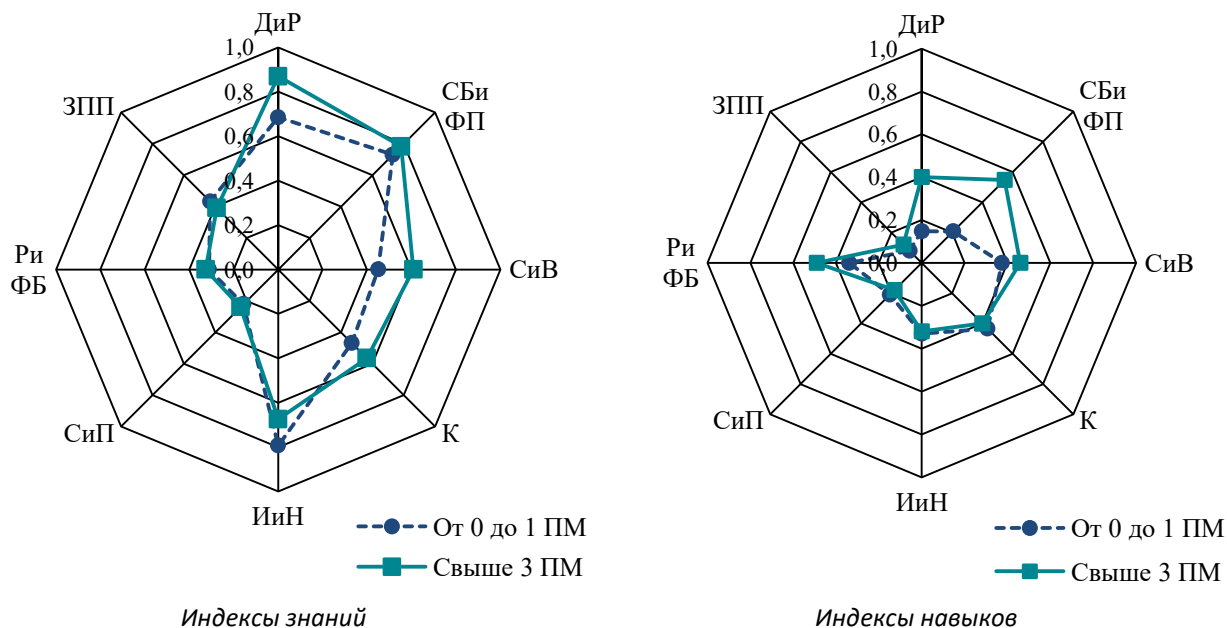 ДиР
1,0
0,8
0,6
0,4
0,2
0,0
СБи
ФП
СиВ
К
ИиН
СиП
Ри
ФБ
ЗПП
От 0 до 1 ПМ
Свыше 3 ПМ
Индексы знаний
ДиР
1,0
0,8
0,6
0,4
0,2
0,0
СБи
ФП
СиВ
К
ИиН
СиП
Ри
ФБ
ЗПП
От 0 до 1 ПМ
Свыше 3 ПМ
Индексы навыков